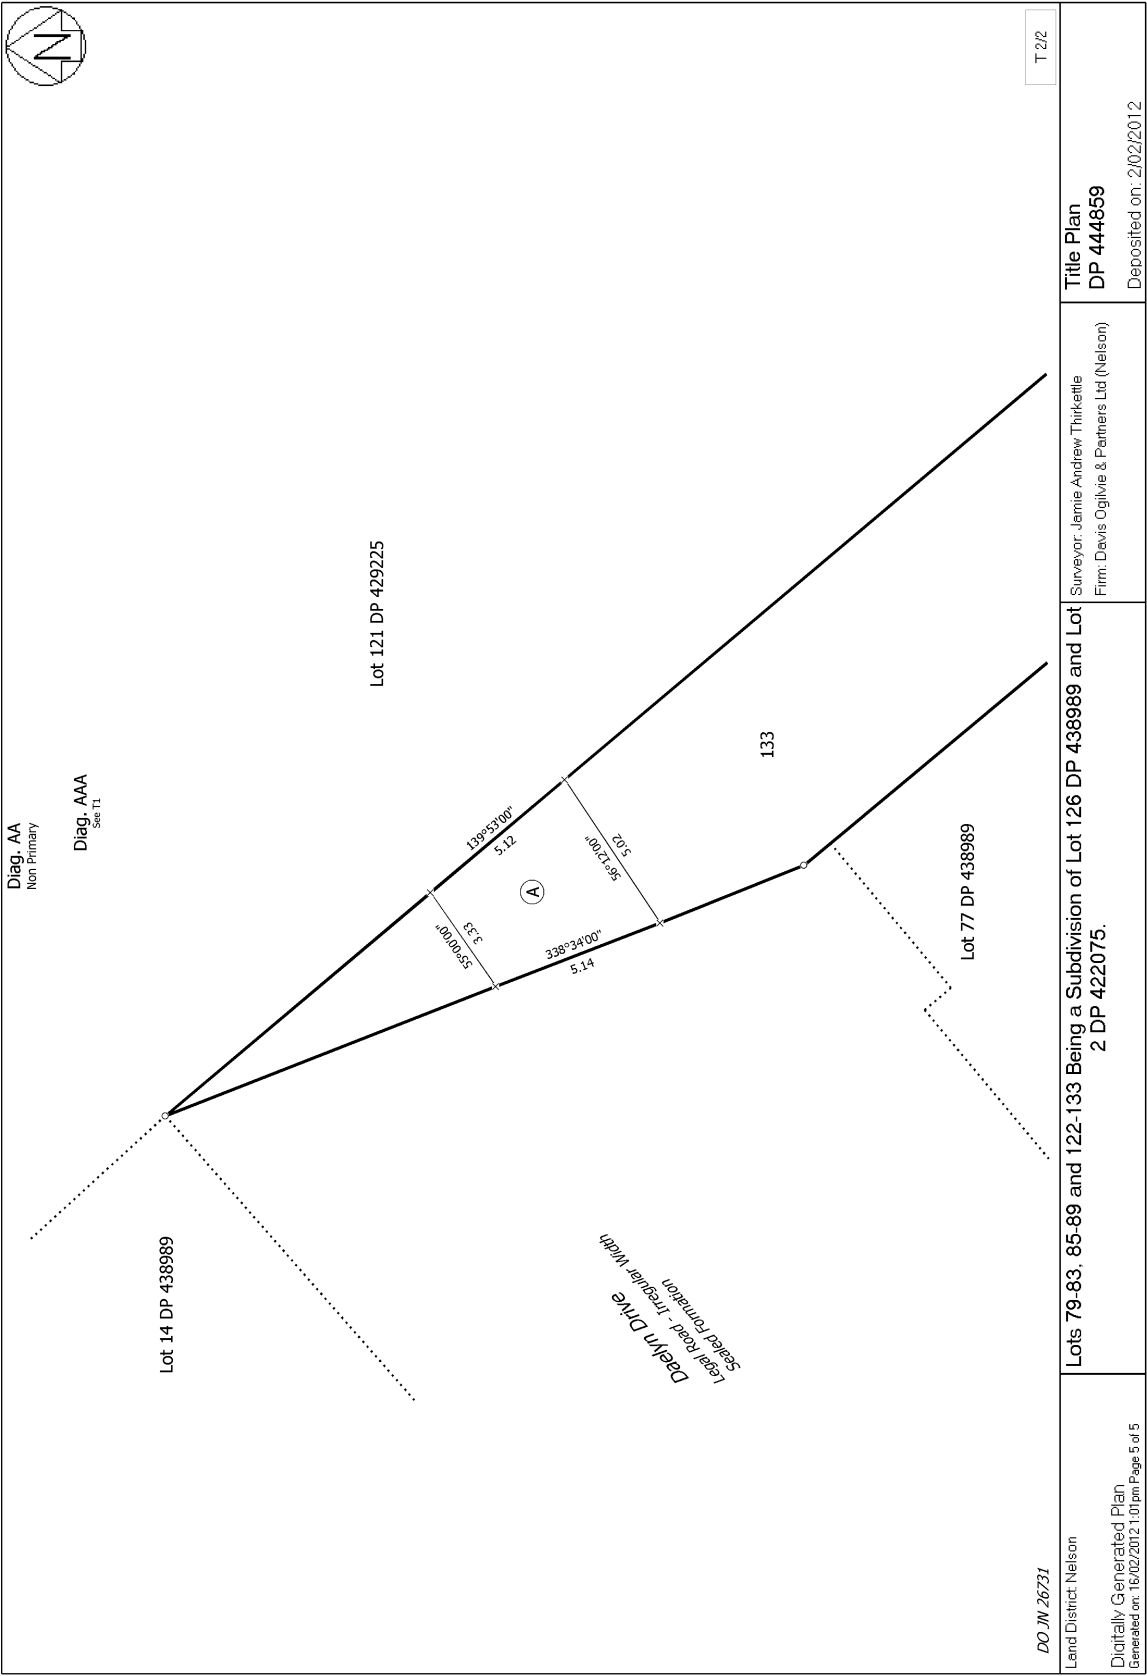 Diag. AA
Non Primary
Diag. AAA
See T1
N
Lot 14 DP 438989
Lot 121 DP 429225
139°53'00"
5.12
55°00'00"
3.33
A
338°34'00"
5.14
56°12'00"
5.02
133
Lot 77 DP 438989
Daelyn Drive
Legal Road - Irregular Width
Sealed Formation
DO JN 26731
T 2/2
Land District: Nelson
Digitally Generated Plan
Generated on: 16/02/2012 1:01pm Page 5 of 5
Lots 79-83, 85-89 and 122-133 Being a Subdivision of Lot 126 DP 438989 and Lot
2 DP 422075.
Surveyor: Jamie Andrew Thirkettle
Firm: Davis Ogilvie & Partners Ltd (Nelson)
Title Plan
DP 444859
Deposited on: 2/02/2012